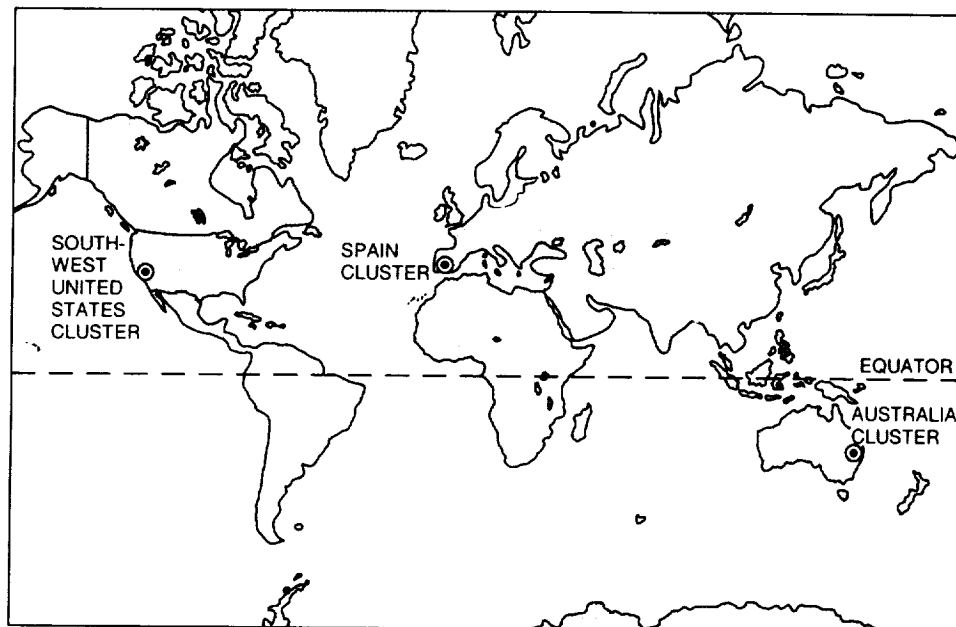 SOUTH-
WEST
UNITED
STATES
CLUSTER
SPAIN
CLUSTER
EQUATOR
AUSTRALIA
CLUSTER